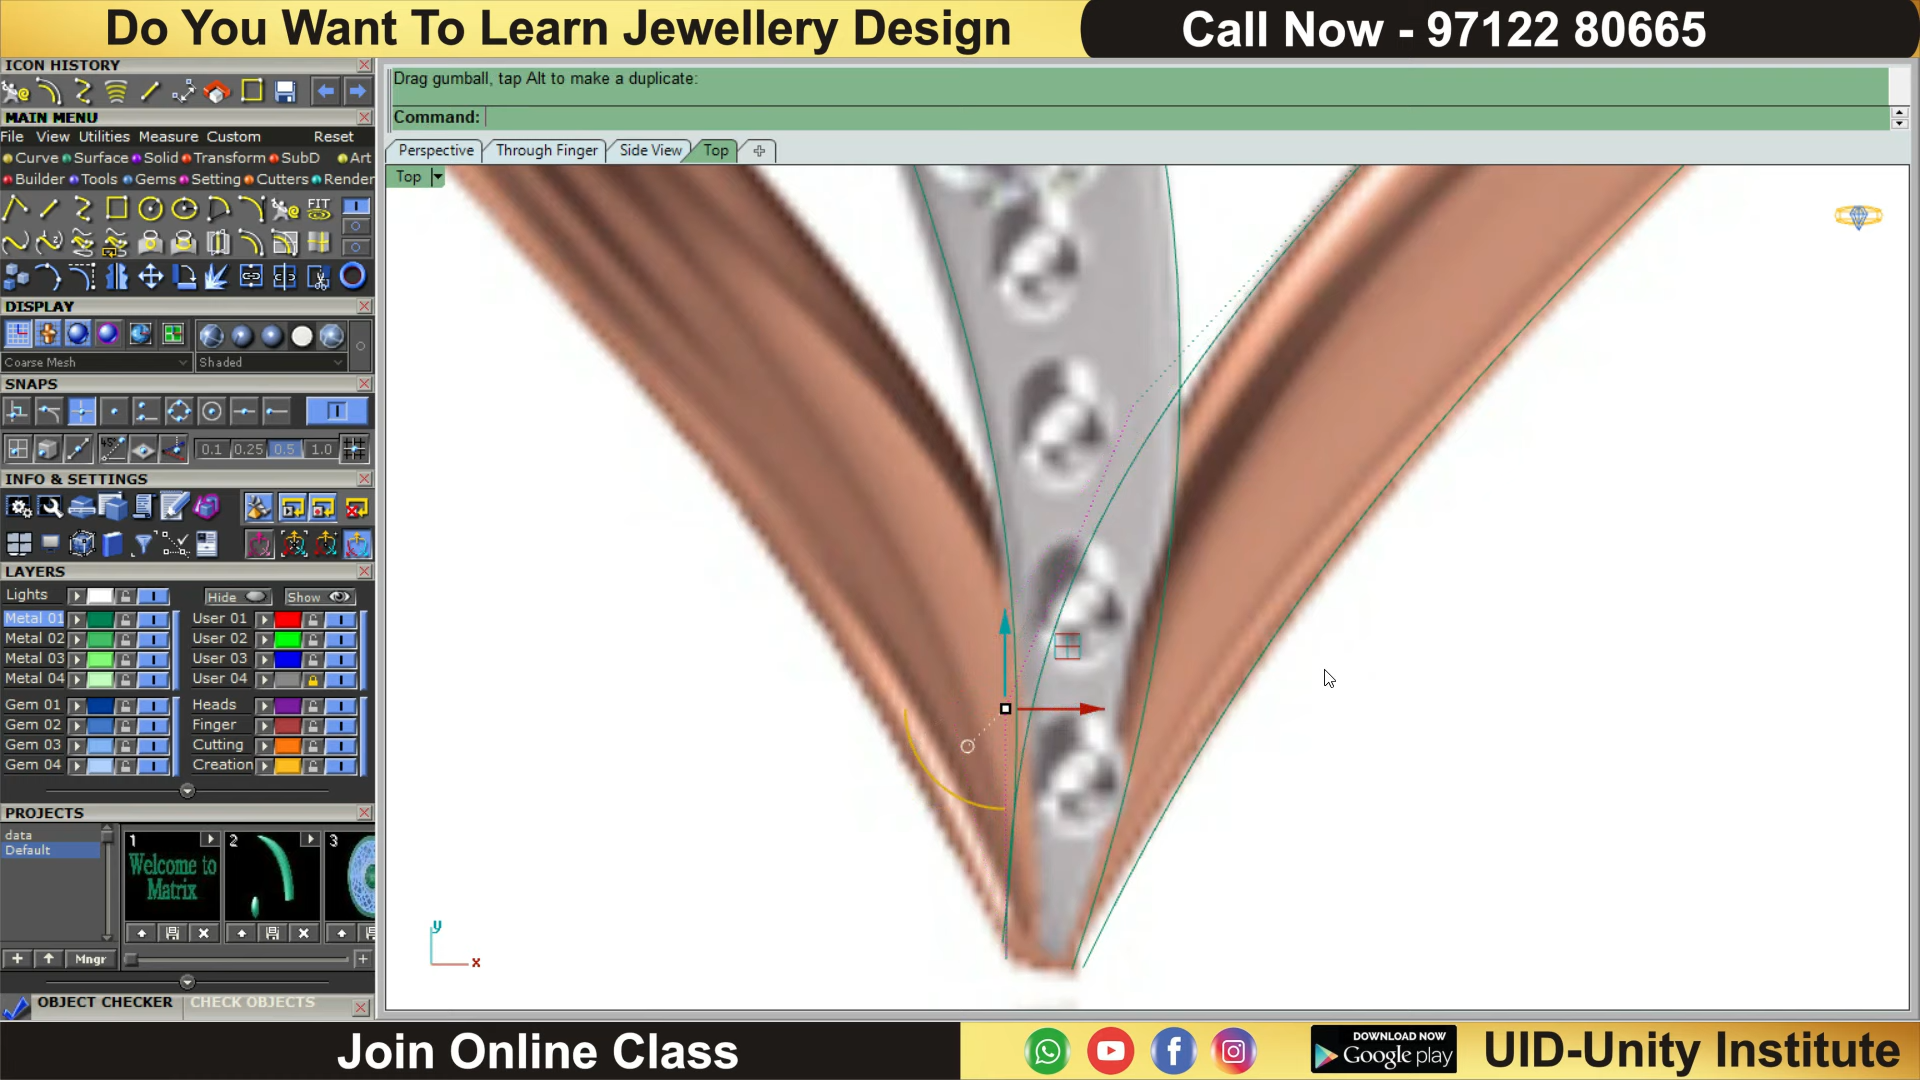 Do You Want To Learn Jewellery Design
Call Now - 97122 80665
ICON HISTORY
MAIN MENU
File View Utilities Measure Custom Reset
Curve Surface Solid Transform SubD Art
Builder Tools Gems Setting Cutters Render
FIT
DISPLAY
Coarse Mesh Shaded
SNAPS
0.1 0.25 0.5 1.0
INFO & SETTINGS
LAYERS
Lights Hide Show
Metal 01 User 01
Metal 02 User 02
Metal 03 User 03
Metal 04 User 04
Gem 01 Heads
Gem 02 Finger
Gem 03 Cutting
Gem 04 Creation
PROJECTS
data
Default
1 2 3
Welcome to
Matrix
Mngr
OBJECT CHECKER CHECK OBJECTS
Drag gumball, tap Alt to make a duplicate:
Command:
Perspective Through Finger Side View Top
Top
y
x
Join Online Class
DOWNLOAD NOW
Google play
UID-Unity Institute